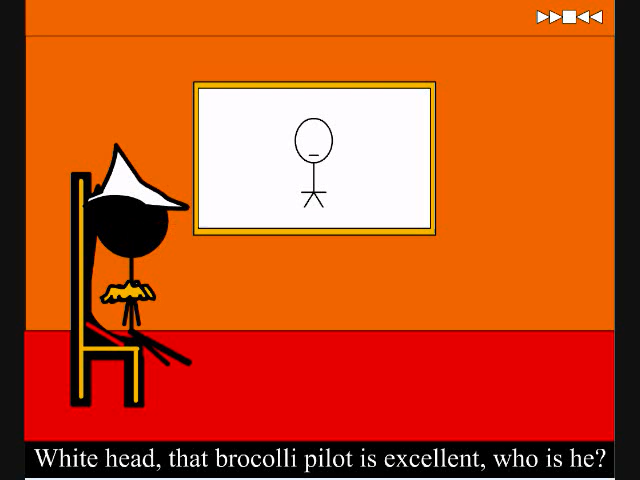 White head, that brocolli pilot is excellent, who is he?